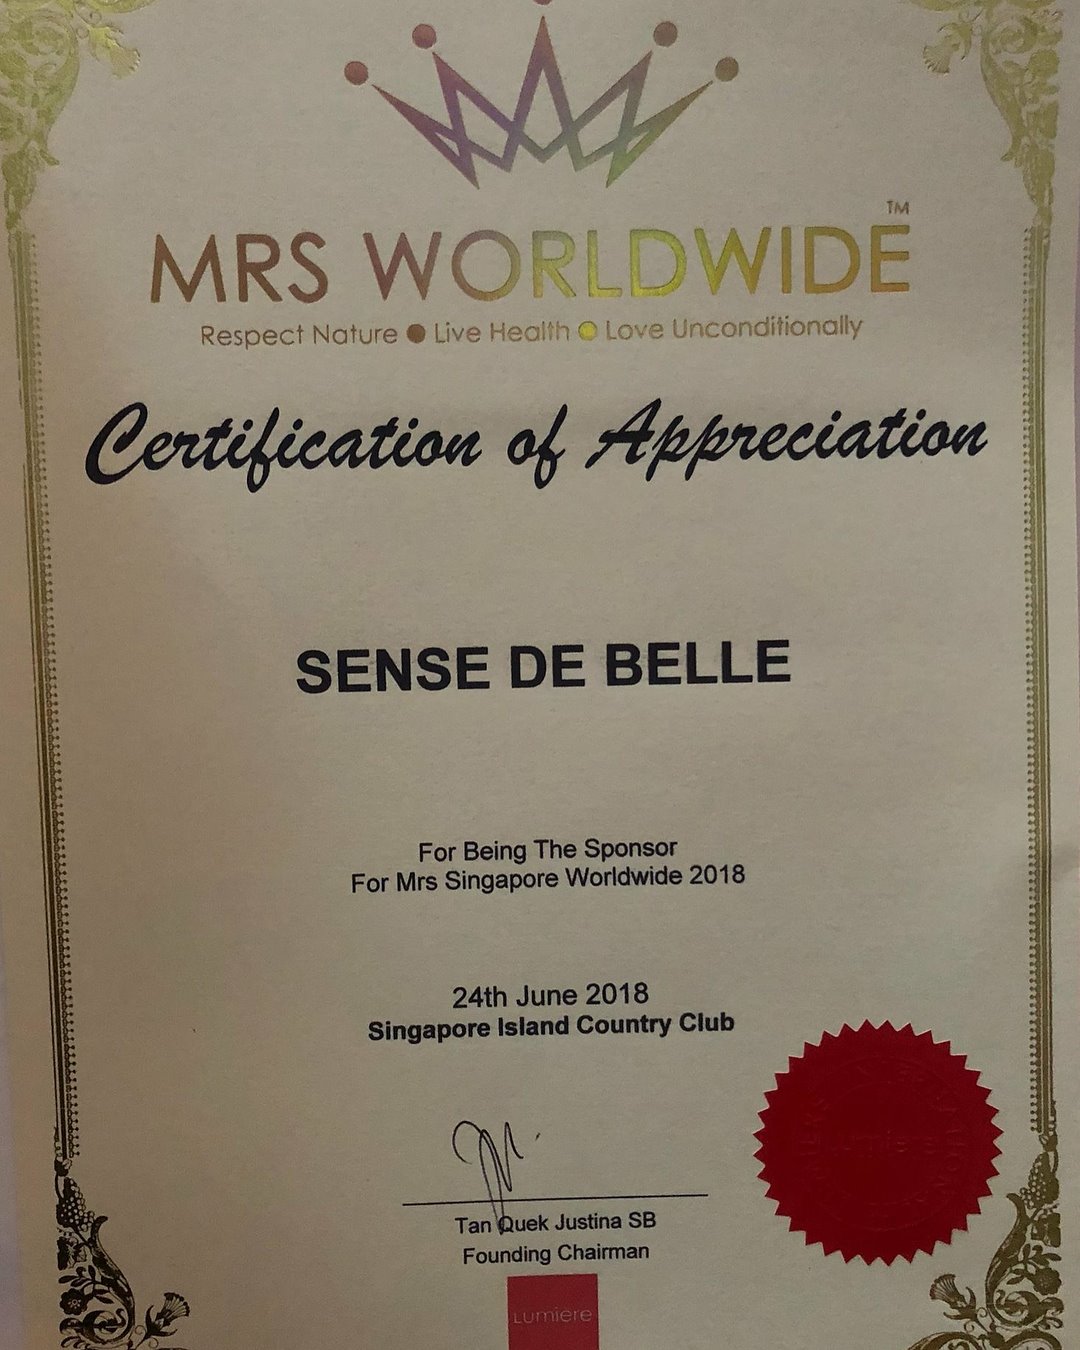 TM
MRS WORLDWIDE
Respect Nature ● Live Health ● Love Unconditionally
Certification of Appreciation
SENSE DE BELLE
For Being The Sponsor
For Mrs Singapore Worldwide 2018
24th June 2018
Singapore Island Country Club
Tan Quek Justina SB
Founding Chairman
Lumiere